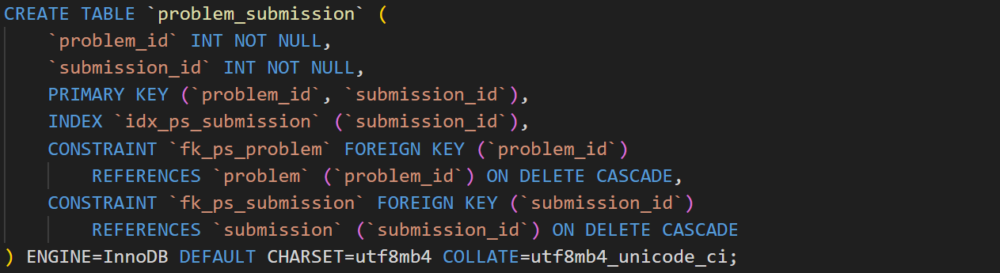 CREATE TABLE `problem_submission` (
    `problem_id` INT NOT NULL,
    `submission_id` INT NOT NULL,
    PRIMARY KEY (`problem_id`, `submission_id`),
    INDEX `idx_ps_submission` (`submission_id`),
    CONSTRAINT `fk_ps_problem` FOREIGN KEY (`problem_id`)
        REFERENCES `problem` (`problem_id`) ON DELETE CASCADE,
    CONSTRAINT `fk_ps_submission` FOREIGN KEY (`submission_id`)
        REFERENCES `submission` (`submission_id`) ON DELETE CASCADE
) ENGINE=InnoDB DEFAULT CHARSET=utf8mb4 COLLATE=utf8mb4_unicode_ci;